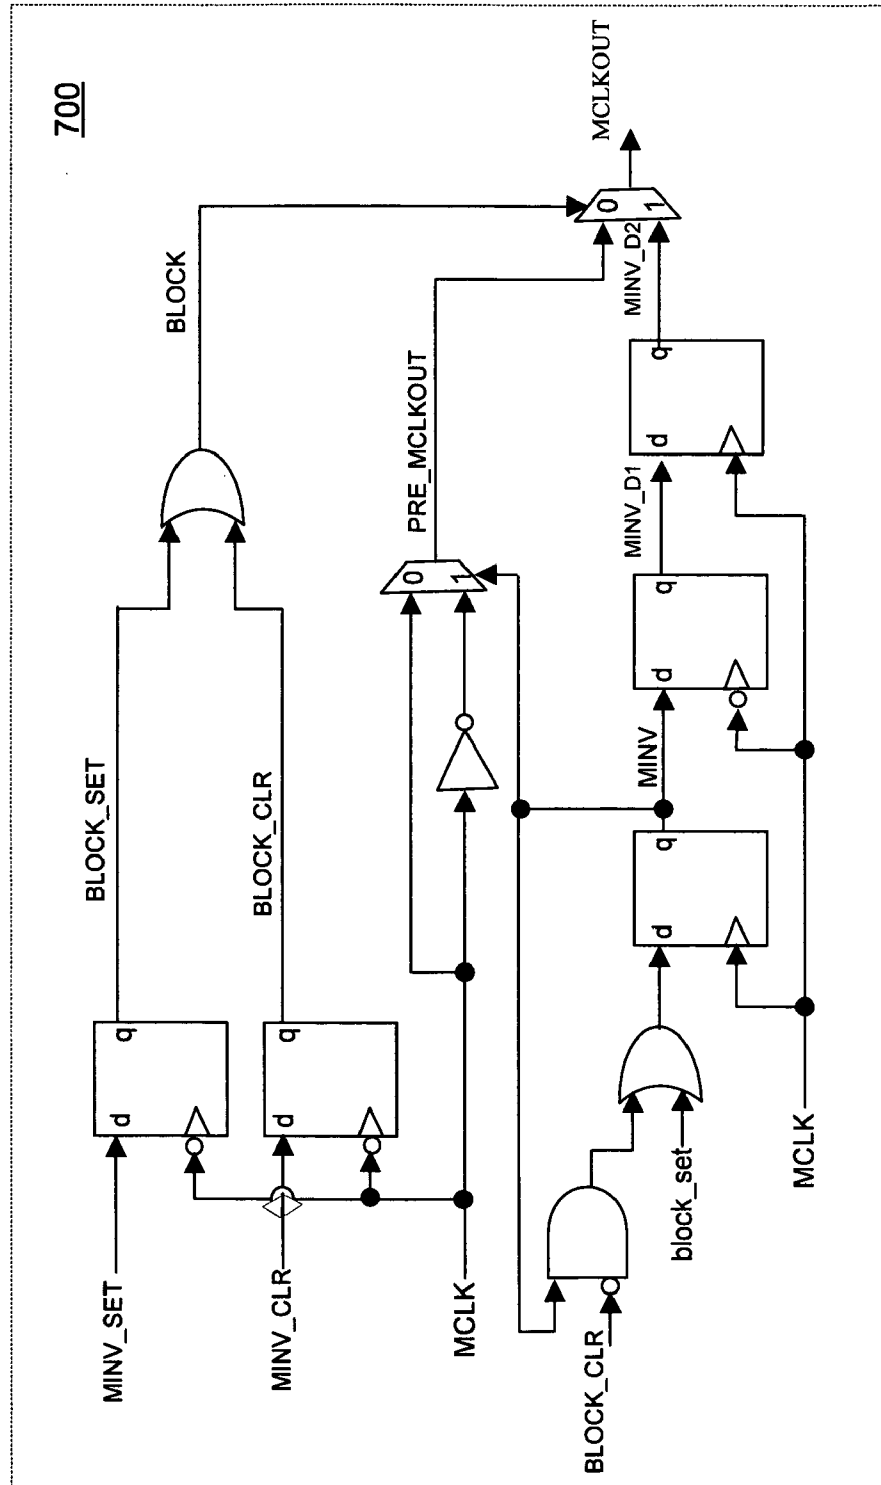 700
MINV_SET
d
q
BLOCK_SET
BLOCK
MINV_CLR
d
q
BLOCK_CLR
MCLK
0
1
PRE_MCLKOUT
0
1
MCLKOUT
BLOCK_CLR
block_set
d
q
MINV
d
q
MINV_D1
d
q
MINV_D2
MCLK